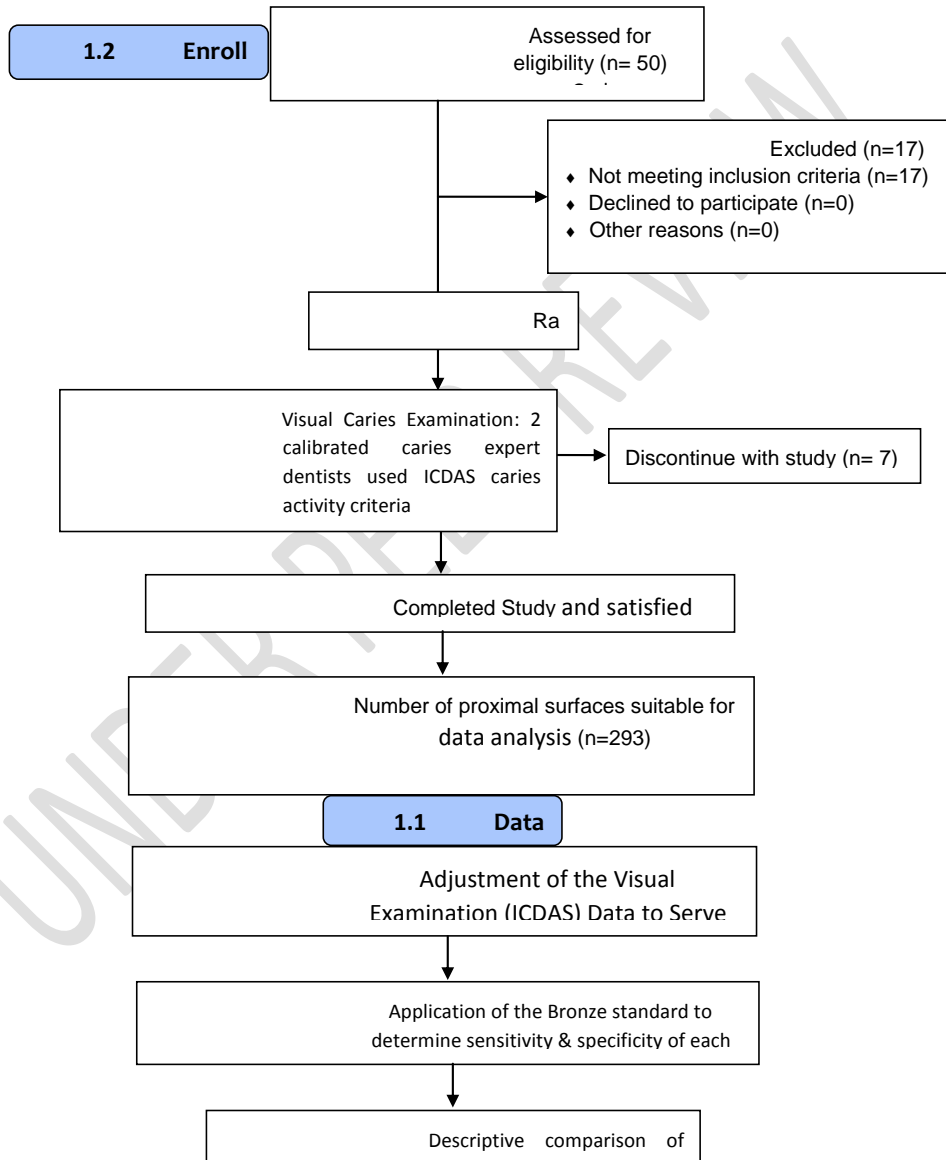 1.2 Enroll
Assessed for
eligibility (n= 50)
Excluded (n=17)
♦ Not meeting inclusion criteria (n=17)
♦ Declined to participate (n=0)
♦ Other reasons (n=0)
Ra
Visual Caries Examination: 2
calibrated caries expert
dentists used ICDAS caries
activity criteria
Discontinue with study (n= 7)
Completed Study and satisfied
Number of proximal surfaces suitable for
data analysis (n=293)
1.1 Data
Adjustment of the Visual
Examination (ICDAS) Data to Serve
Application of the Bronze standard to
determine sensitivity & specificity of each
Descriptive comparison of
UNDER PEER REVIEW